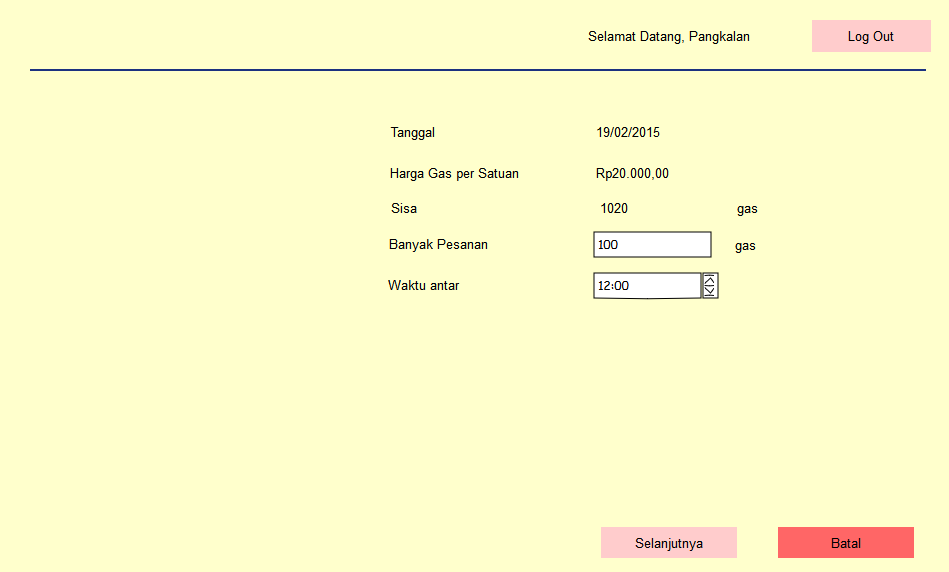 Selamat Datang, Pangkalan Log Out
Tanggal 19/02/2015
Harga Gas per Satuan Rp20.000,00
Sisa 1020 gas
Banyak Pesanan 100 gas
Waktu antar 12:00
Selanjutnya Batal